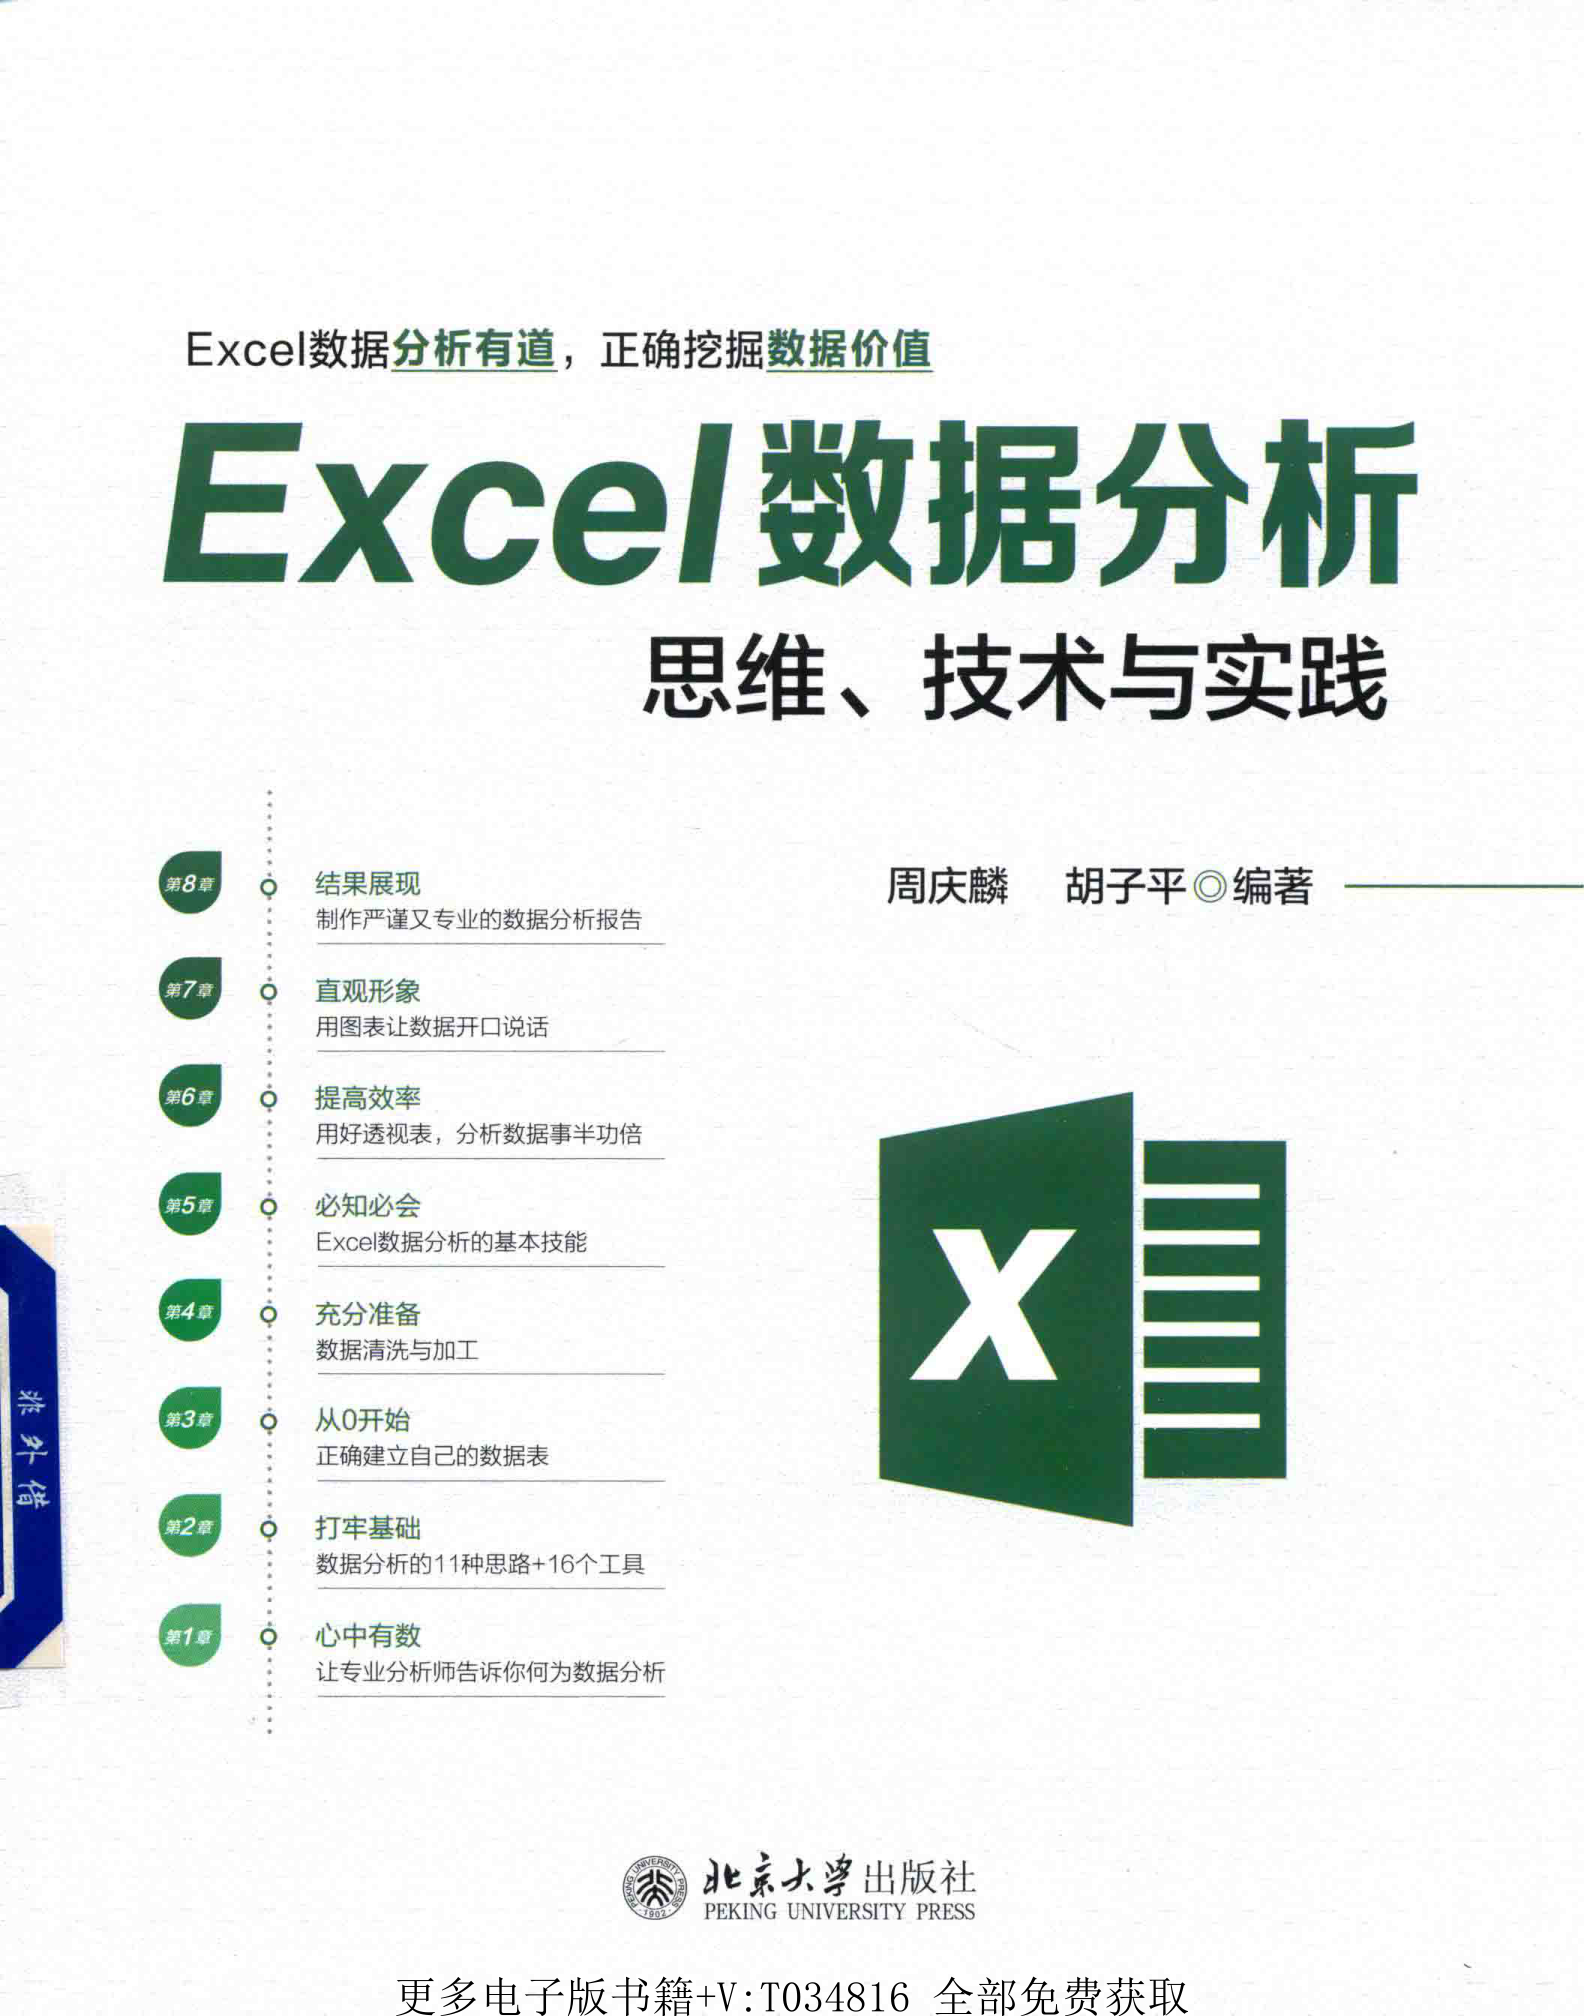 Excel数据分析有道，正确挖掘数据价值
Excel数据分析
思维、技术与实践
周庆麟 胡子平◎编著
第8章
结果展现
制作严谨又专业的数据分析报告
第7章
直观形象
用图表让数据开口说话
第6章
提高效率
用好透视表，分析数据事半功倍
第5章
必知必会
Excel数据分析的基本技能
第4章
充分准备
数据清洗与加工
第3章
从0开始
正确建立自己的数据表
第2章
打牢基础
数据分析的11种思路+16个工具
第1章
心中有数
让专业分析师告诉你何为数据分析
X
外借
PEKING UNIVERSITY PRESS
·1902·
北京大学出版社
PEKING UNIVERSITY PRESS
更多电子版书籍+V:T034816 全部免费获取